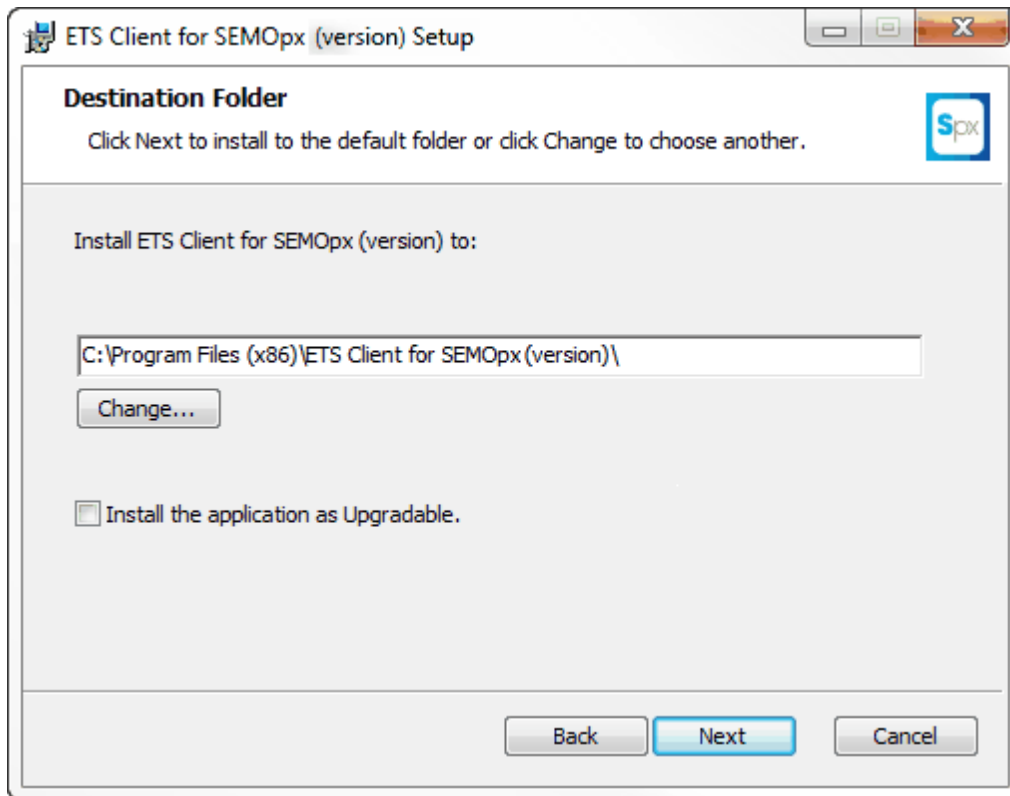 ETS Client for SEMOpx (version) Setup
Destination Folder
Click Next to install to the default folder or click Change to choose another.
Spx
Install ETS Client for SEMOpx (version) to:
C:\Program Files (x86)\ETS Client for SEMOpx (version)\
Change...
Install the application as Upgradable.
Back Next Cancel